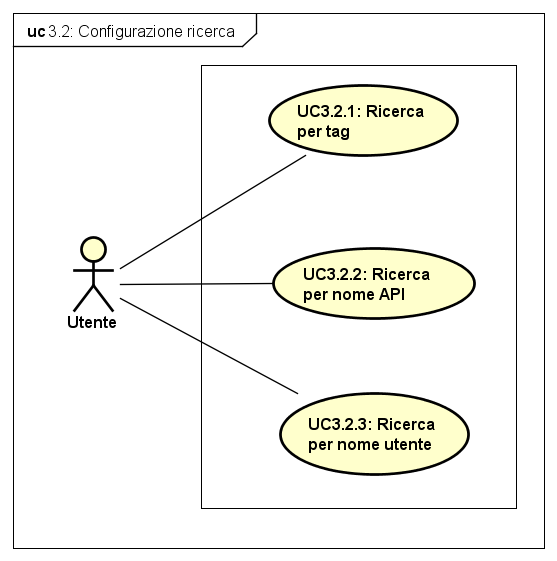 uc 3.2: Configurazione ricerca
UC3.2.1: Ricerca
per tag
UC3.2.2: Ricerca
per nome API
Utente
UC3.2.3: Ricerca
per nome utente